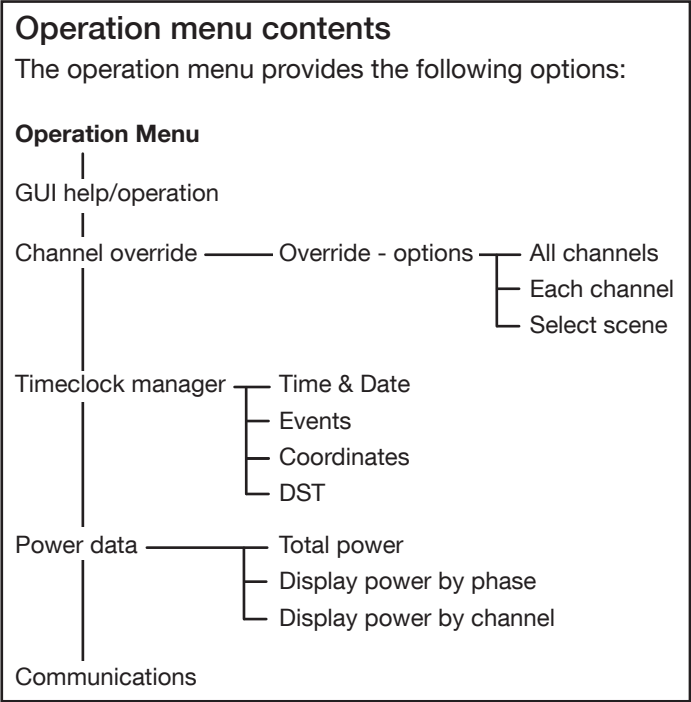 Operation menu contents
The operation menu provides the following options:
Operation Menu
GUI help/operation
Channel override
Override - options
All channels
Each channel
Select scene
Timeclock manager
Time & Date
Events
Coordinates
DST
Power data
Total power
Display power by phase
Display power by channel
Communications